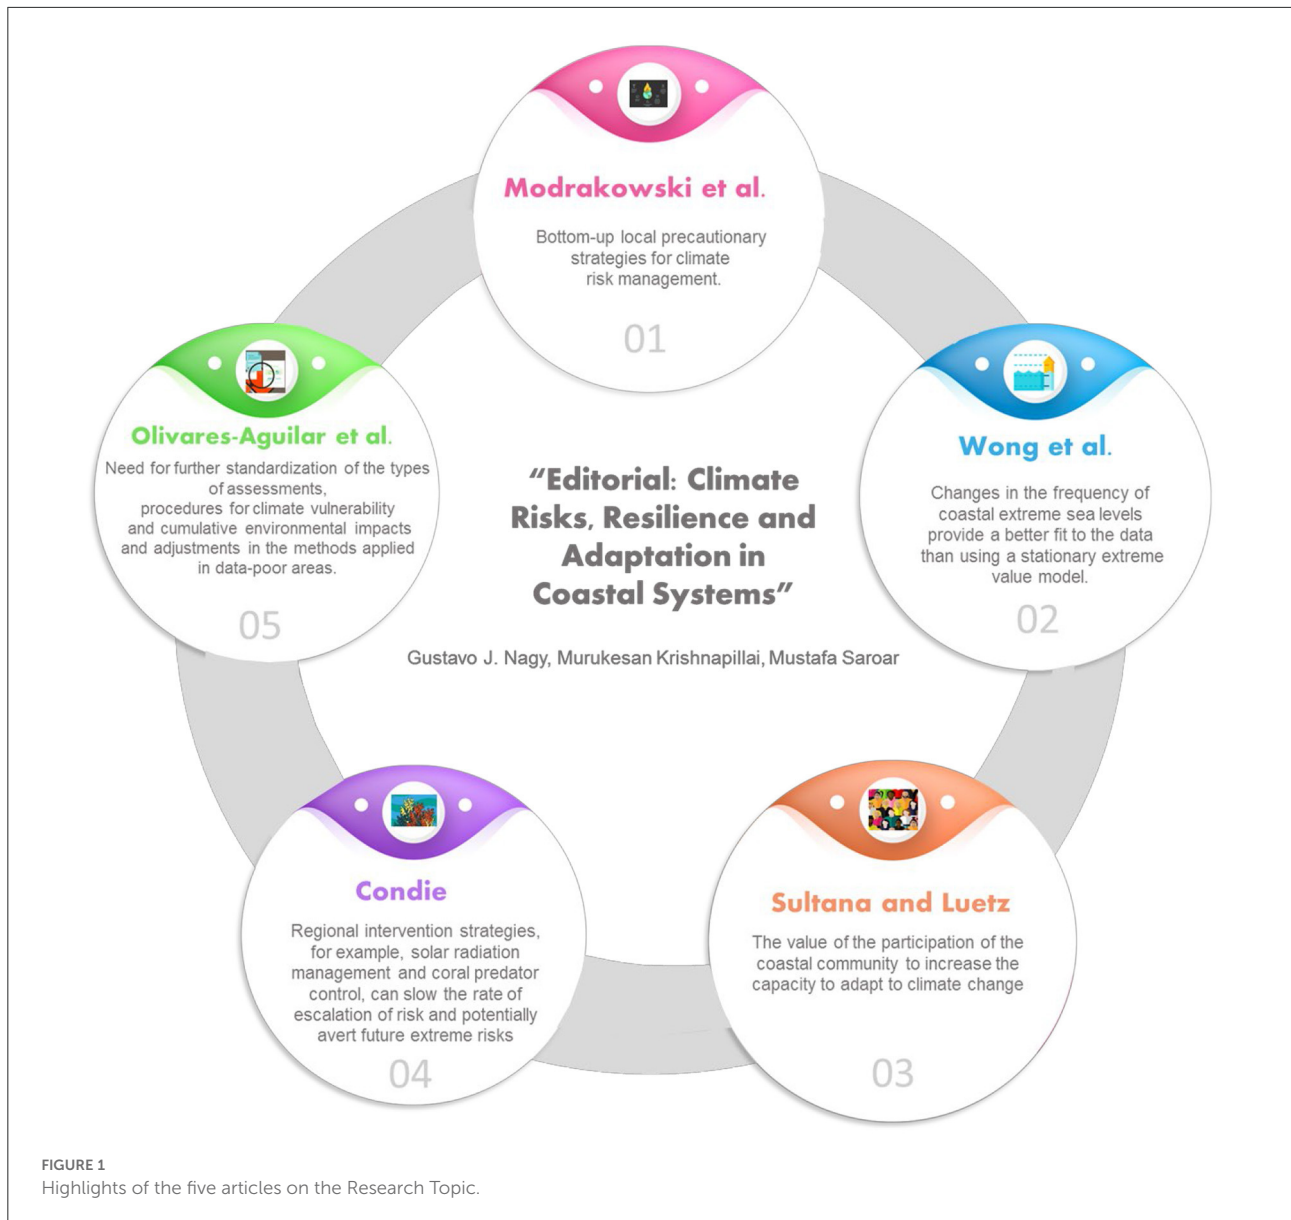 Modrakowski et al.
Bottom-up local precautionary
strategies for climate
risk management.
01
Wong et al.
Changes in the frequency of
coastal extreme sea levels
provide a better fit to the data
than using a stationary extreme
value model.
02
Sultana and Luetz
The value of the participation of the
coastal community to increase the
capacity to adapt to climate change
03
Condie
Regional intervention strategies,
for example, solar radiation
management and coral predator
control, can slow the rate of
escalation of risk and potentially
avert future extreme risks
04
Olivares-Aguilar et al.
Need for further standardization of the types
of assessments,
procedures for climate vulnerability
and cumulative environmental impacts
and adjustments in the methods applied
in data-poor areas.
05
“Editorial: Climate
Risks, Resilience and
Adaptation in
Coastal Systems”
Gustavo J. Nagy, Murukesan Krishnapillai, Mustafa Saroar
FIGURE 1
Highlights of the five articles on the Research Topic.